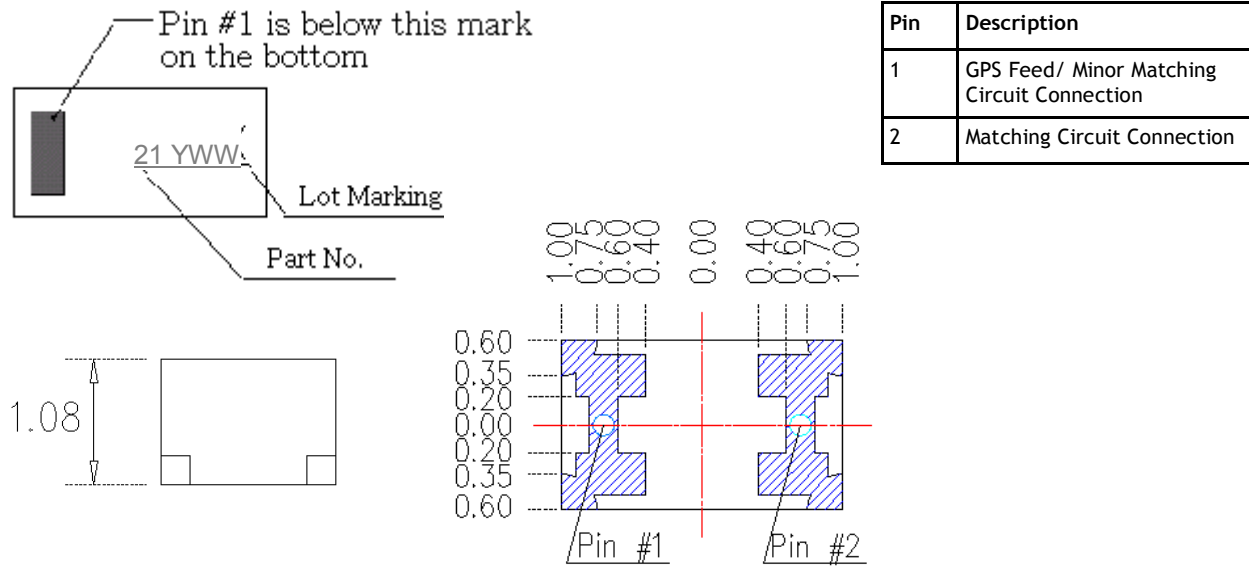 Pin #1 is below this mark
on the bottom
21 YWW
Lot Marking
Part No.
Pin Description
1 GPS Feed/ Minor Matching
Circuit Connection
2 Matching Circuit Connection
1.08
1.00 0.75 0.60 0.40 0.00 0.40 0.60 0.75 1.00
0.60
0.35
0.20
0.00
0.20
0.35
0.60
Pin #1
Pin #2